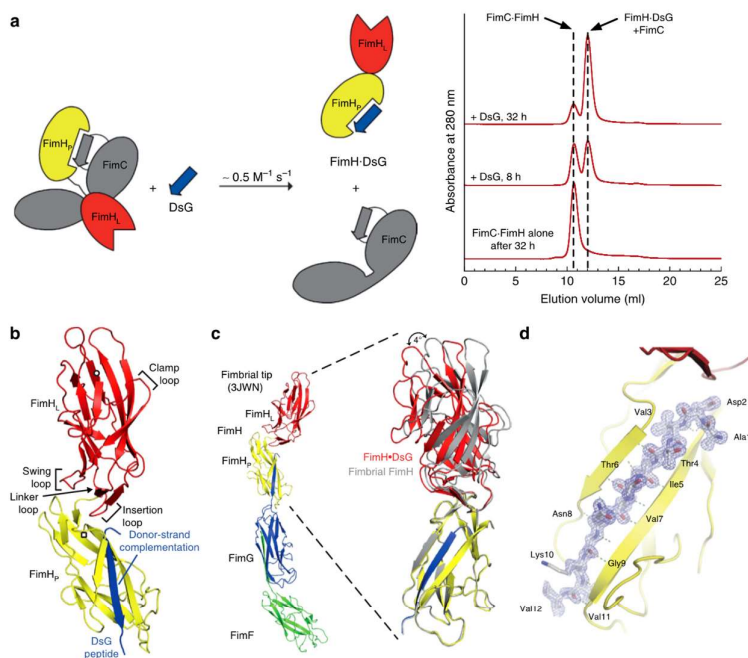 a
FimH_P
FimC
FimH_L
+
DsG
~ 0.5 M⁻¹ s⁻¹
FimH_L
FimH_P
FimH·DsG
+
FimC
FimC·FimH
FimH·DsG
+FimC
Absorbance at 280 nm
+ DsG, 32 h
+ DsG, 8 h
FimC·FimH alone
after 32 h
0 5 10 15 20 25
Elution volume (ml)
b
FimH_L
Clamp
loop
Swing
loop
Linker
loop
Insertion
loop
Donor-strand
complementation
FimH_P
DsG
peptide
c
Fimbrial tip
(3JWN)
FimH_L
FimH
FimH_P
FimG
FimF
4°
FimH•DsG
Fimbrial FimH
d
Asp2
Val3
Ala1
Thr6
Thr4
Ile5
Asn8
Val7
Lys10
Gly9
Val12
Val11